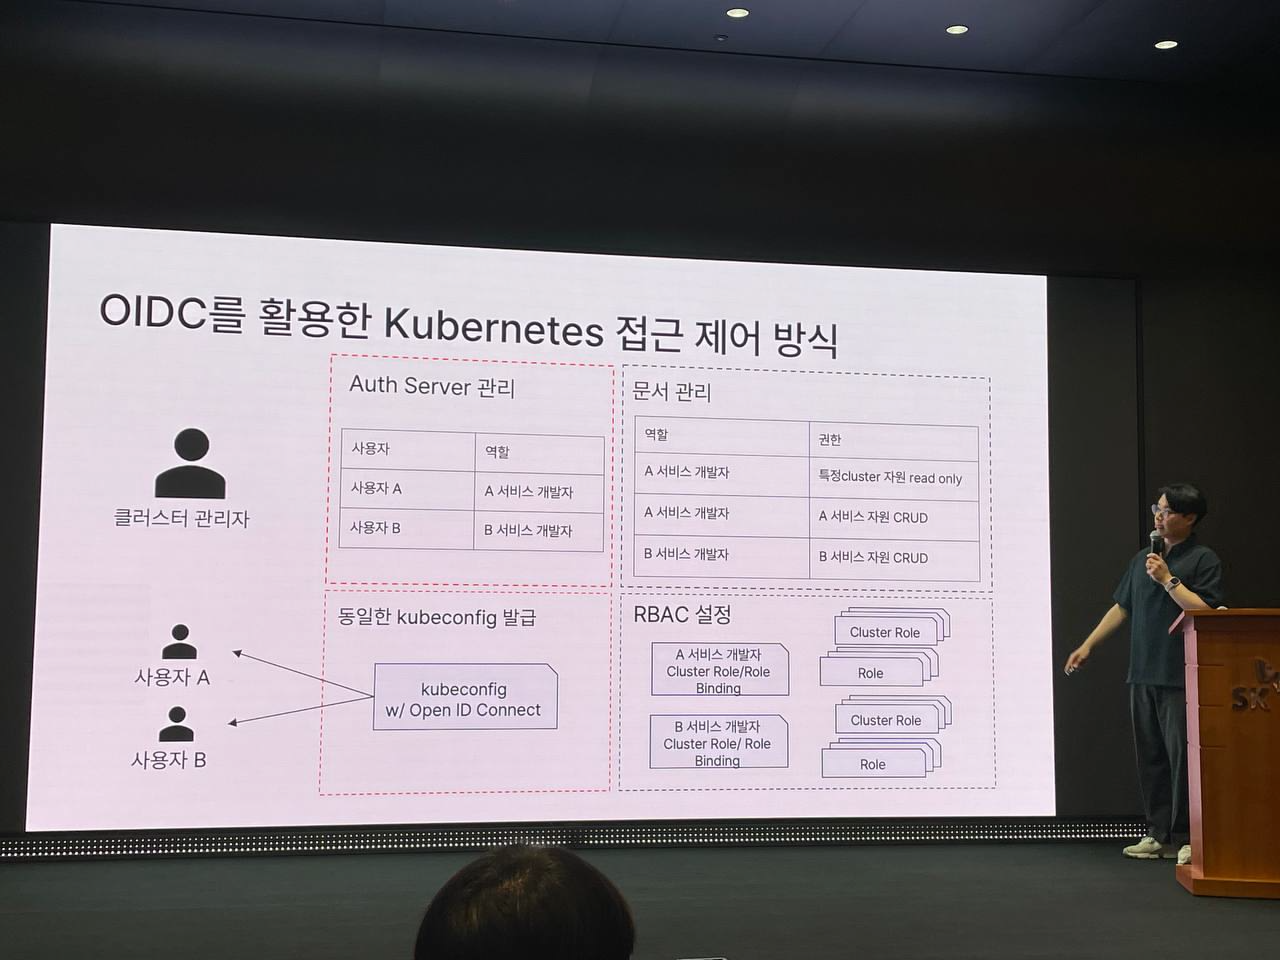 OIDC를 활용한 Kubernetes 접근 제어 방식
클러스터 관리자
사용자 A
사용자 B
Auth Server 관리
사용자 역할
사용자 A A 서비스 개발자
사용자 B B 서비스 개발자
문서 관리
역할 권한
A 서비스 개발자 특정cluster 자원 read only
A 서비스 개발자 A 서비스 자원 CRUD
B 서비스 개발자 B 서비스 자원 CRUD
동일한 kubeconfig 발급
kubeconfig
w/ Open ID Connect
RBAC 설정
A 서비스 개발자
Cluster Role/Role
Binding
B 서비스 개발자
Cluster Role/ Role
Binding
Cluster Role
Role
Cluster Role
Role
SK